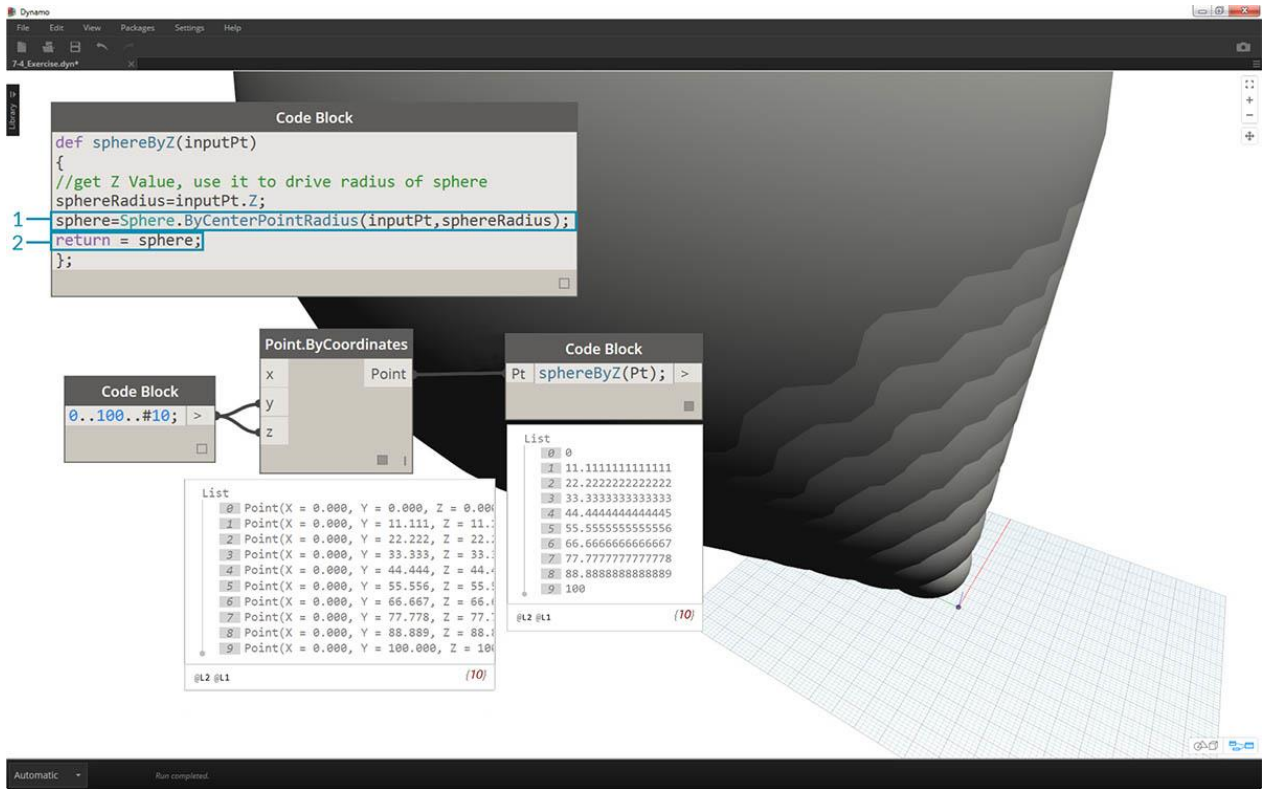 Dynamo
File Edit View Packages Settings Help
7-4_Exercise.dyn*
Library
Code Block
def sphereByZ(inputPt)
{
//get Z Value, use it to drive radius of sphere
sphereRadius=inputPt.Z;
1 sphere=Sphere.ByCenterPointRadius(inputPt,sphereRadius);
2 return = sphere;
};
Point.ByCoordinates
x Point
y
z
Code Block
0..100..#10; >
Code Block
Pt sphereByZ(Pt); >
List
0 0
1 11.1111111111111
2 22.2222222222222
3 33.3333333333333
4 44.4444444444445
5 55.5555555555556
6 66.6666666666667
7 77.7777777777778
8 88.8888888888889
9 100
@L2 @L1 {10}
List
0 Point(X = 0.000, Y = 0.000, Z = 0.000
1 Point(X = 0.000, Y = 11.111, Z = 11.
2 Point(X = 0.000, Y = 22.222, Z = 22.
3 Point(X = 0.000, Y = 33.333, Z = 33.
4 Point(X = 0.000, Y = 44.444, Z = 44.
5 Point(X = 0.000, Y = 55.556, Z = 55.
6 Point(X = 0.000, Y = 66.667, Z = 66.
7 Point(X = 0.000, Y = 77.778, Z = 77.
8 Point(X = 0.000, Y = 88.889, Z = 88.
9 Point(X = 0.000, Y = 100.000, Z = 10
@L2 @L1 {10}
Automatic Run completed.